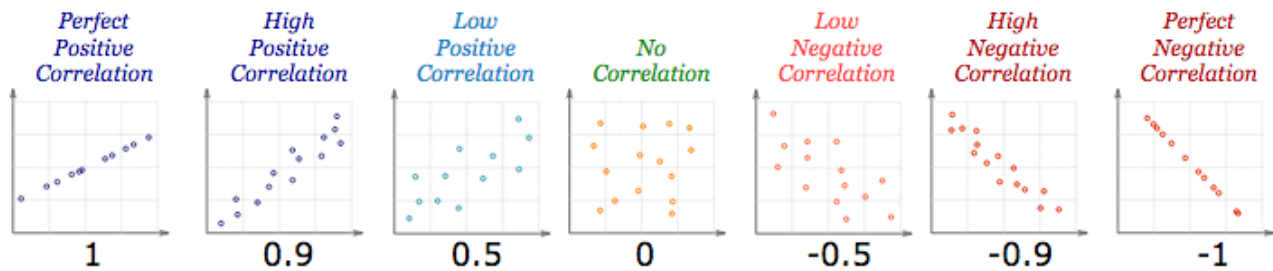 Perfect
Positive
Correlation
High
Positive
Correlation
Low
Positive
Correlation
No
Correlation
Low
Negative
Correlation
High
Negative
Correlation
Perfect
Negative
Correlation
1
0.9
0.5
0
-0.5
-0.9
-1